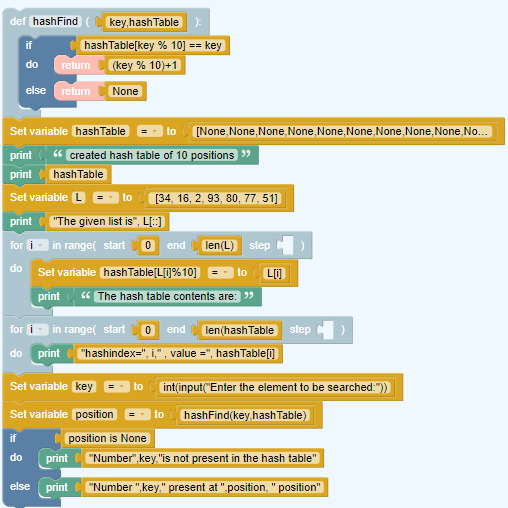 def hashFind ( key,hashTable ):
if hashTable[key % 10] == key
do return (key % 10)+1
else return None
Set variable hashTable = to [None,None,None,None,None,None,None,None,None,No...
print “ created hash table of 10 positions ”
print hashTable
Set variable L = to [34, 16, 2, 93, 80, 77, 51]
print "The given list is", L[::]
for i in range( start 0 end len(L) step )
do Set variable hashTable[L[i]%10] = to L[i]
print “ The hash table contents are: ”
for i in range( start 0 end len(hashTable step )
do print "hashindex=", i," , value =", hashTable[i]
Set variable key = to int(input("Enter the element to be searched:"))
Set variable position = to hashFind(key,hashTable)
if position is None
do print "Number",key,"is not present in the hash table"
else print "Number ",key," present at ",position, " position"